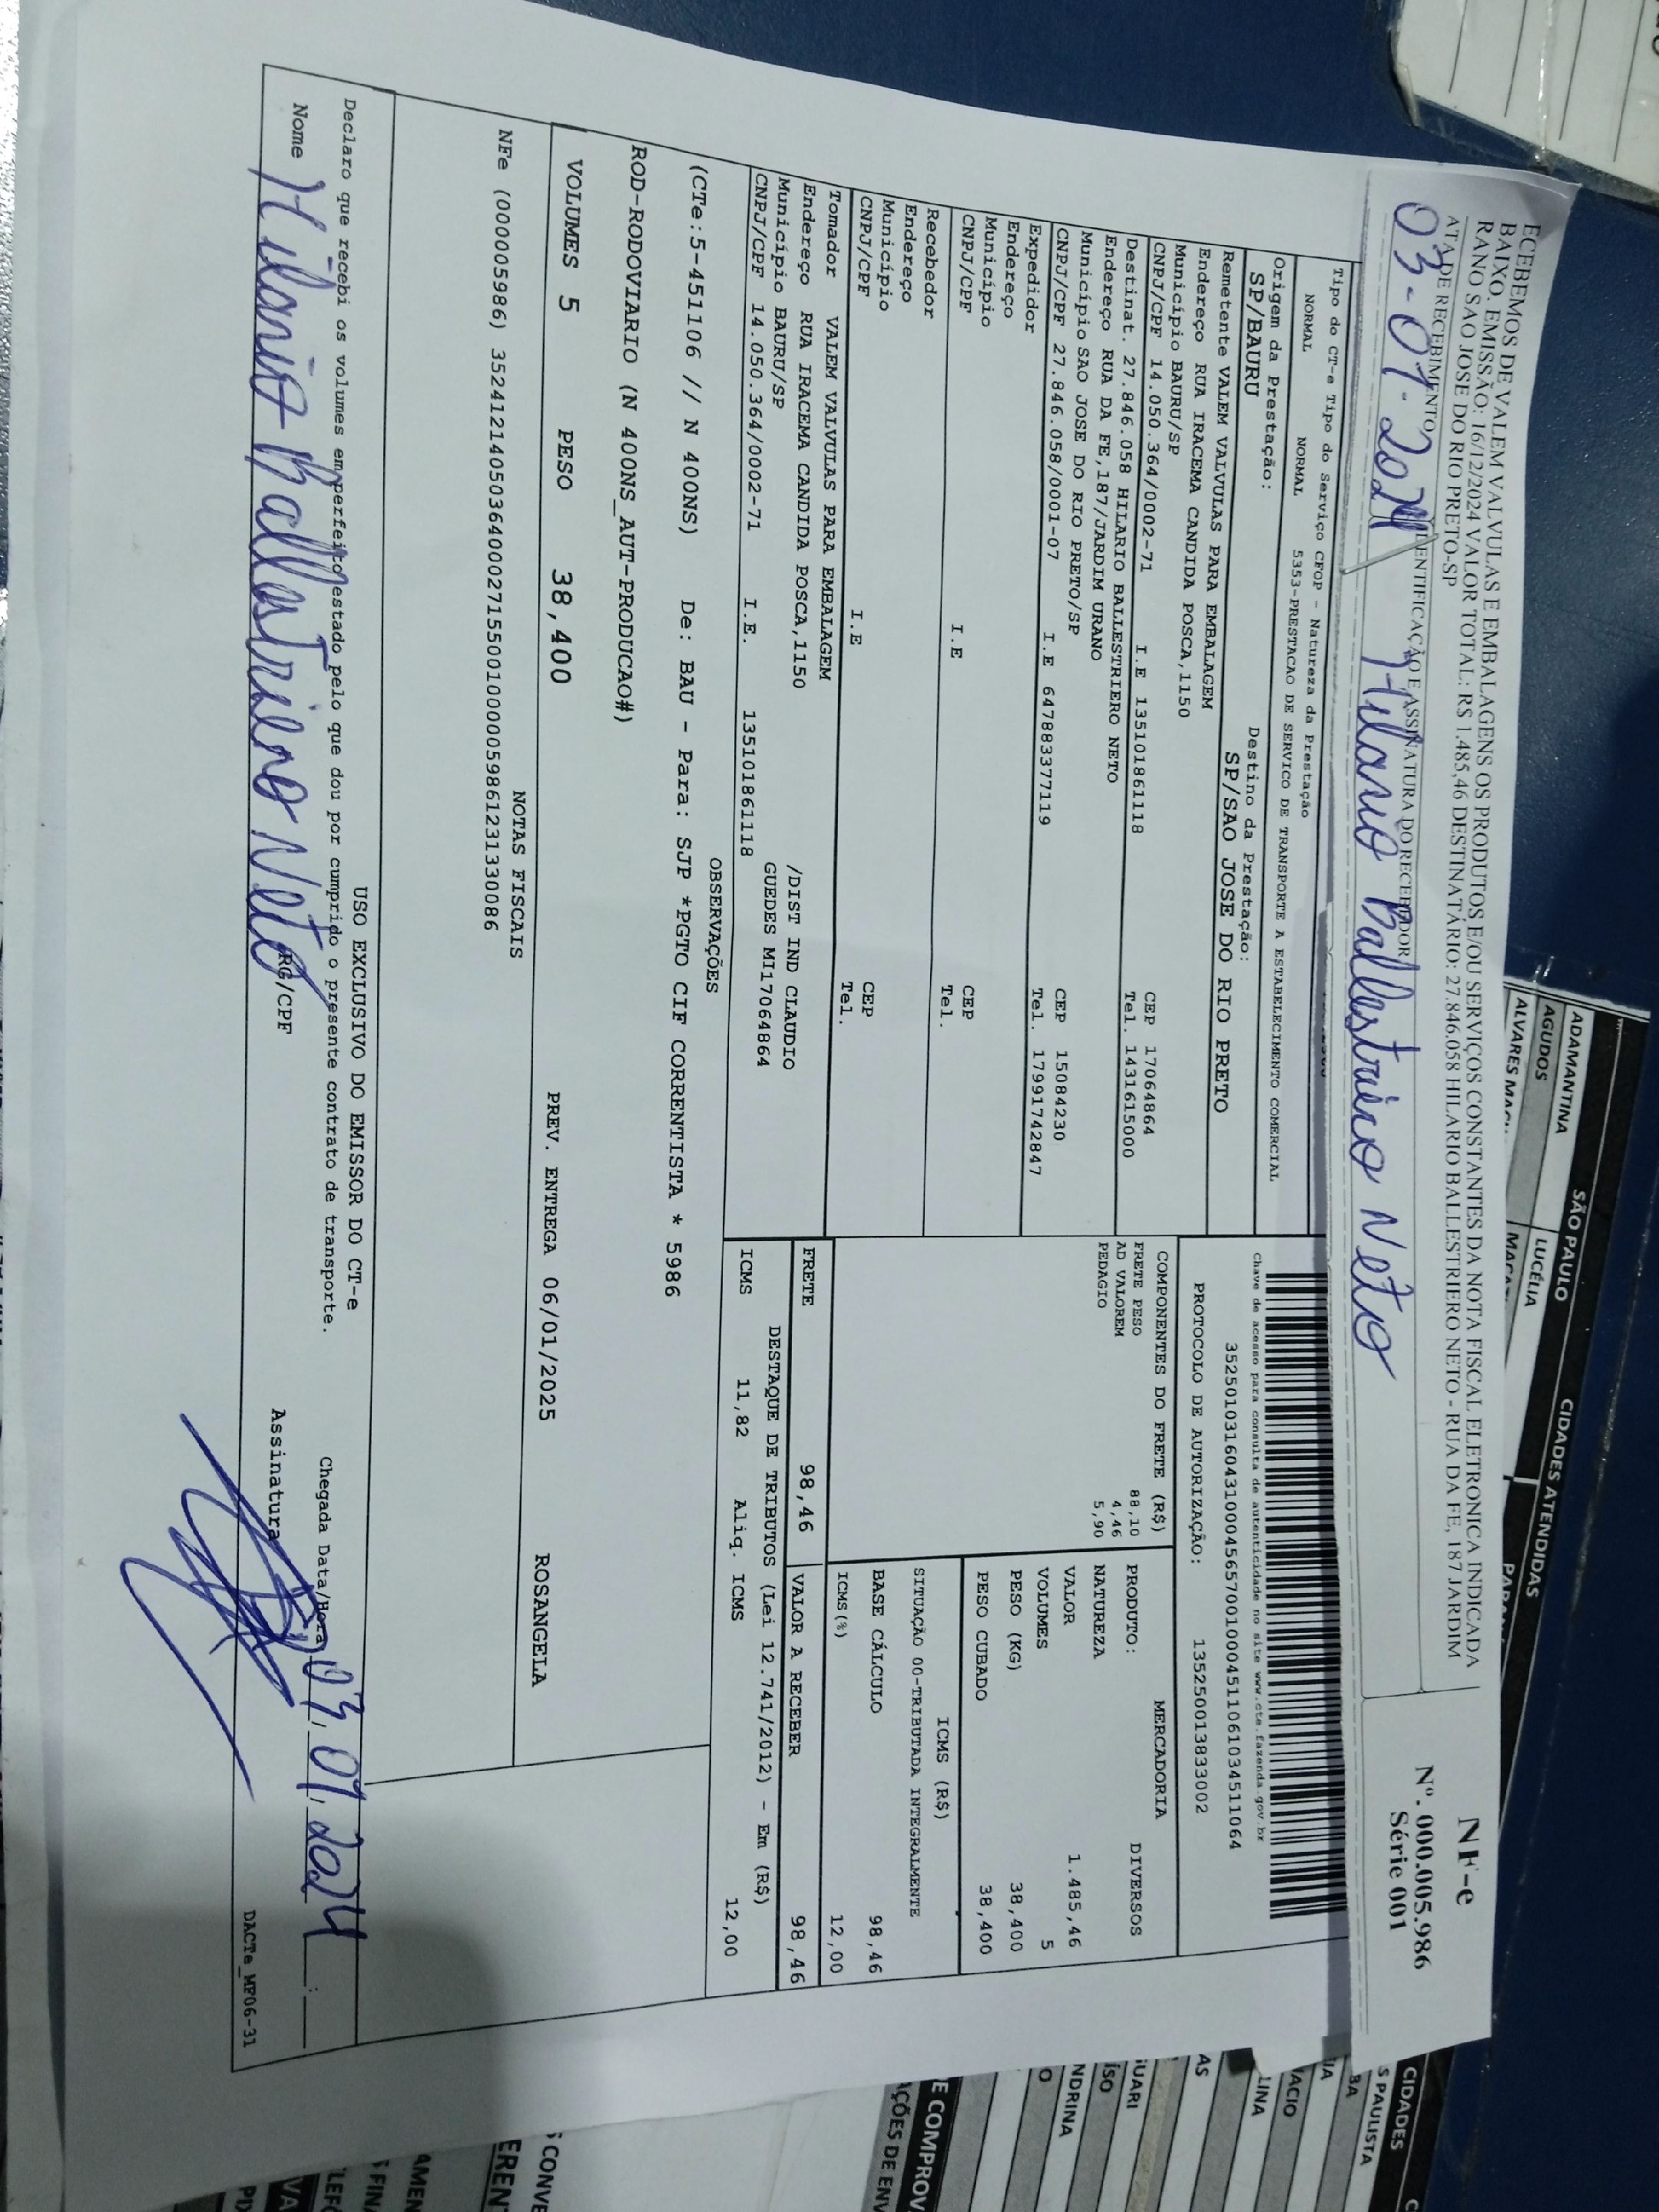 ECEBEMOS DE VALEM VALVULAS E EMBALAGENS OS PRODUTOS E/OU SERVIÇOS CONSTANTES DA NOTA FISCAL ELETRONICA INDICADA
BAIXO. EMISSÃO: 16/12/2024 VALOR TOTAL: R$ 1.485,46 DESTINATÁRIO: 27.846.058 HILARIO BALLESTRIERO NETO - RUA DA FE, 187 JARDIM
RANO SAO JOSE DO RIO PRETO-SP
ATA DE RECEBIMENTO
IDENTIFICAÇÃO E ASSINATURA DO RECEBEDOR
03-01-2024
Hilario Ballestriero Neto
NF-e
Nº. 000.005.986
Série 001
Tipo do CT-e Tipo do Serviço CFOP - Natureza da Prestação
NORMAL NORMAL 5353-PRESTACAO DE SERVICO DE TRANSPORTE A ESTABELECIMENTO COMERCIAL
Origem da Prestação: Destino da Prestação:
SP/BAURU SP/SAO JOSE DO RIO PRETO
Remetente VALEM VALVULAS PARA EMBALAGEM
Endereço RUA IRACEMA CANDIDA POSCA,1150
Município BAURU/SP CEP 17064864
CNPJ/CPF 14.050.364/0002-71 I.E 13510186​1118 Tel. 1431615000
Destinat. 27.846.058 HILARIO BALLESTRIERO NETO
Endereço RUA DA FE,187/JARDIM URANO
Município SAO JOSE DO RIO PRETO/SP CEP 15084230
CNPJ/CPF 27.846.058/0001-07 I.E 647883377119 Tel. 17991742847
Expedidor
Endereço
Município CEP
CNPJ/CPF I.E Tel.
Recebedor
Endereço
Município CEP
CNPJ/CPF I.E Tel.
Tomador VALEM VALVULAS PARA EMBALAGEM
Endereço RUA IRACEMA CANDIDA POSCA,1150 /DIST IND CLAUDIO
Município BAURU/SP GUEDES MI17064864
CNPJ/CPF 14.050.364/0002-71 I.E. 135101861118
chave de acesso para consulta de autenticidade no site www.cte.fazenda.gov.br
35250103160431000456570010004511061034511064
PROTOCOLO DE AUTORIZAÇÃO: 135250013833002
COMPONENTES DO FRETE (R$)
FRETE PESO 88,10
AD VALOREM 4,46
PEDAGIO 5,90
MERCADORIA
PRODUTO: DIVERSOS
NATUREZA
VALOR 1.485,46
VOLUMES 5
PESO (KG) 38,400
PESO CUBADO 38,400
ICMS (R$)
SITUAÇÃO 00-TRIBUTADA INTEGRALMENTE
BASE CÁLCULO 98,46
ICMS(%) 12,00
FRETE 98,46 VALOR A RECEBER 98,46
DESTAQUE DE TRIBUTOS (Lei 12.741/2012) - Em (R$)
ICMS 11,82 Aliq. ICMS 12,00
OBSERVAÇÕES
(CTe:5-451106 // N 400NS) De: BAU - Para: SJP *PGTO CIF CORRENTISTA * 5986
ROD-RODOVIARIO (N 400NS_AUT-PRODUCAO#)
VOLUMES 5 PESO 38,400 PREV. ENTREGA 06/01/2025 ROSANGELA
NOTAS FISCAIS
NFe (000005986) 35241214050364000271550010000059861231330086
USO EXCLUSIVO DO EMISSOR DO CT-e
Declaro que recebi os volumes em perfeito estado pelo que dou por cumprido o presente contrato de transporte.
Chegada Data/Hora 03, 01, 2024 :
Nome Hilario Ballestriero Neto RG/CPF Assinatura
DACTe_MF06-31
ADAMANTINA
AGUDOS
SÃO PAULO
LUCÉLIA
CIDADES ATENDIDAS
CIDADES
S PAULISTA
NDRINA
E COMPROV
AÇÕES DE ENV